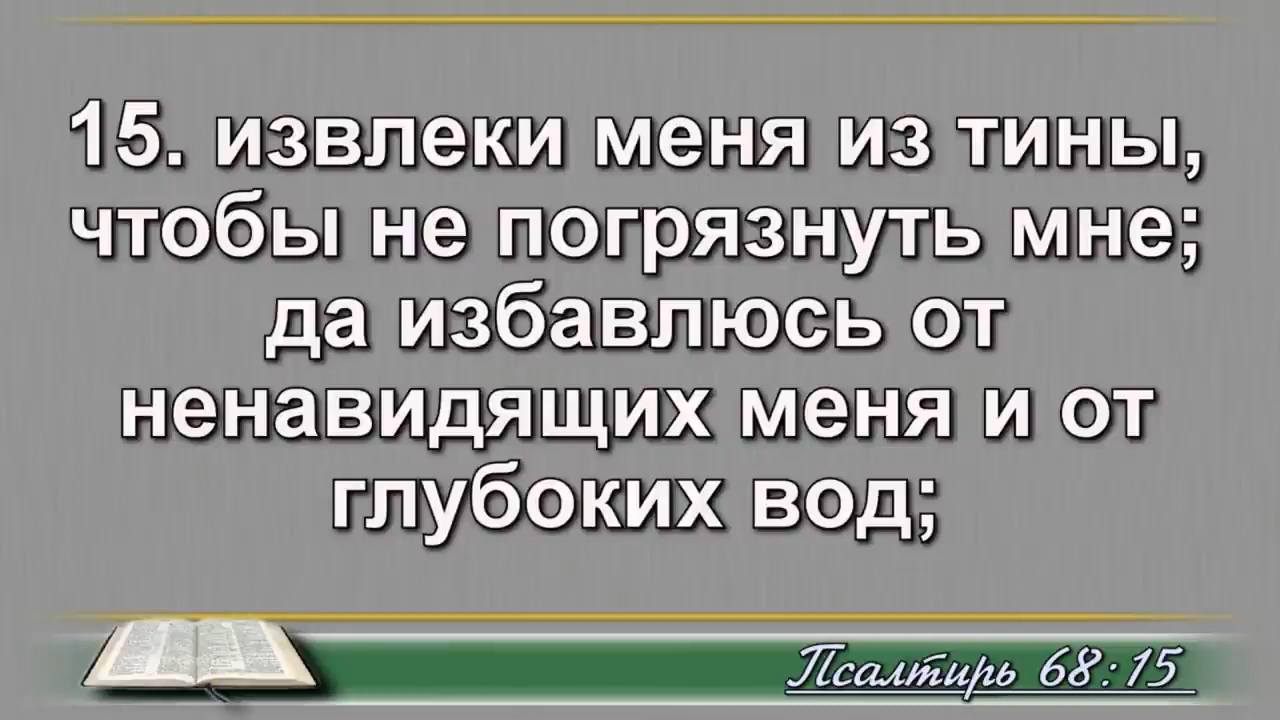 15. извлеки меня из тины,
чтобы не погрязнуть мне;
да избавлюсь от
ненавидящих меня и от
глубоких вод;
Псалтирь 68:15